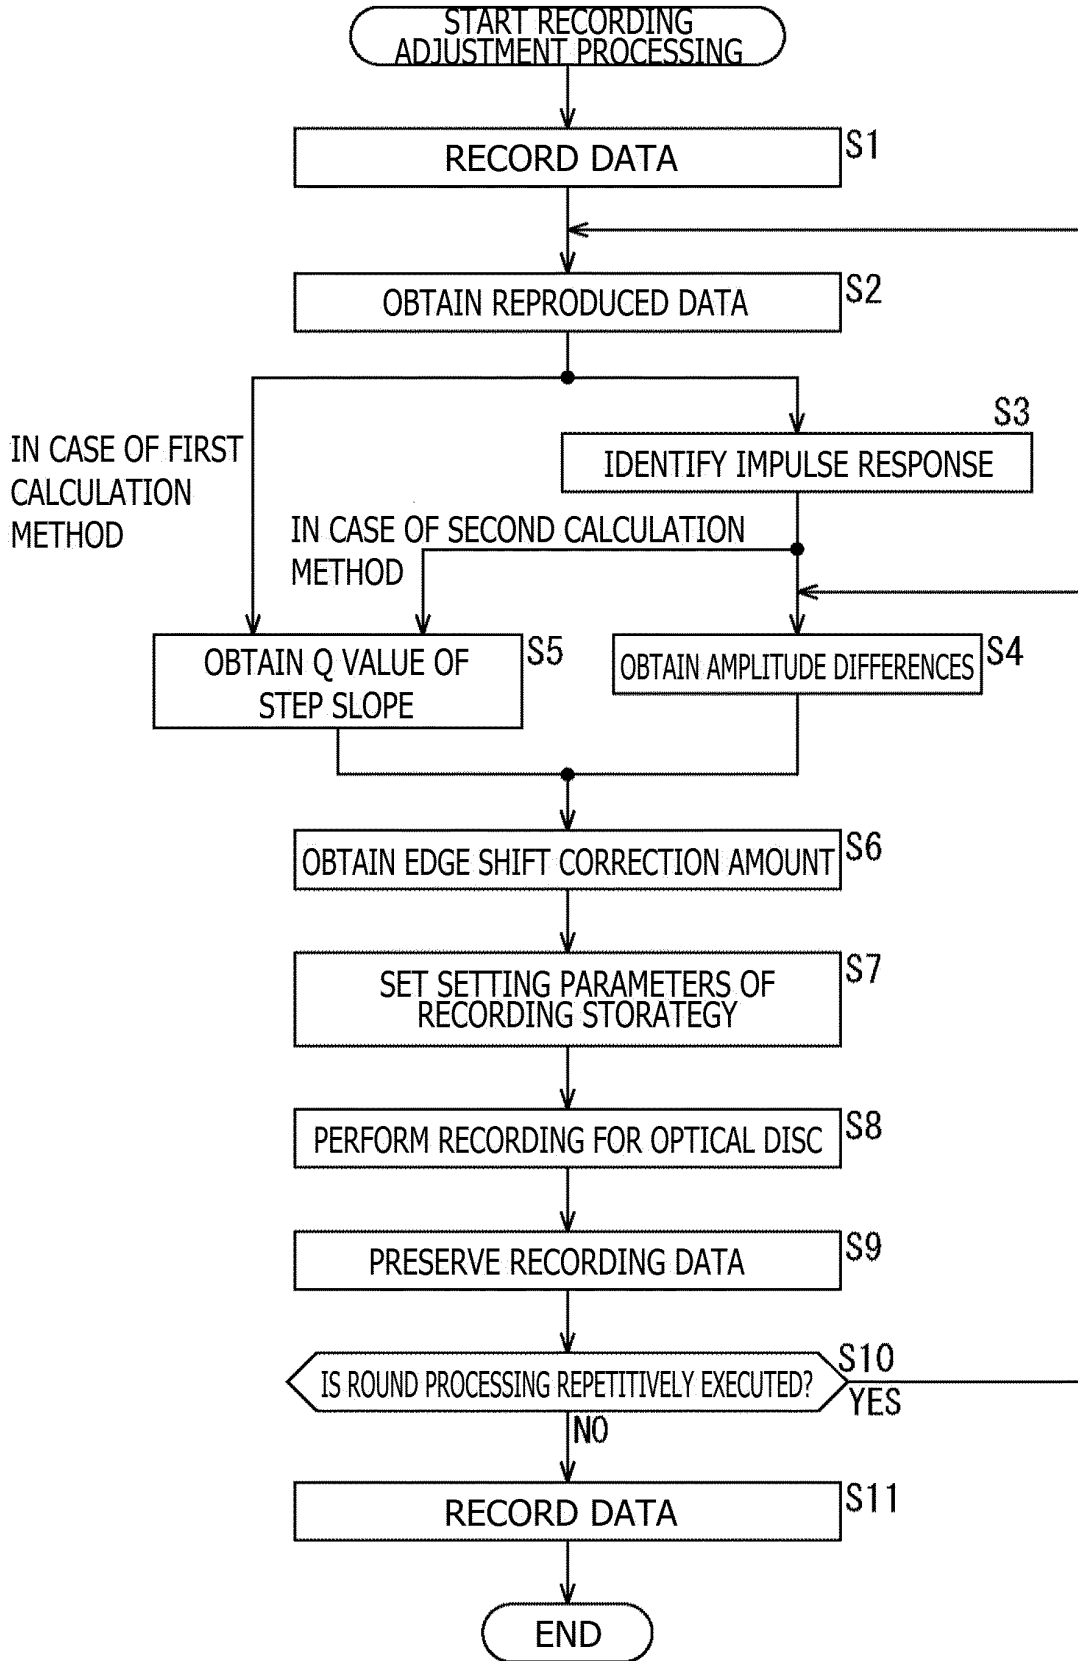 START RECORDING
ADJUSTMENT PROCESSING
RECORD DATA
S1
OBTAIN REPRODUCED DATA
S2
S3
IDENTIFY IMPULSE RESPONSE
IN CASE OF FIRST
CALCULATION
METHOD
IN CASE OF SECOND CALCULATION
METHOD
OBTAIN Q VALUE OF
STEP SLOPE
S5
OBTAIN AMPLITUDE DIFFERENCES
S4
OBTAIN EDGE SHIFT CORRECTION AMOUNT
S6
SET SETTING PARAMETERS OF
RECORDING STORATEGY
S7
PERFORM RECORDING FOR OPTICAL DISC
S8
PRESERVE RECORDING DATA
S9
IS ROUND PROCESSING REPETITIVELY EXECUTED?
S10
YES
NO
RECORD DATA
S11
END